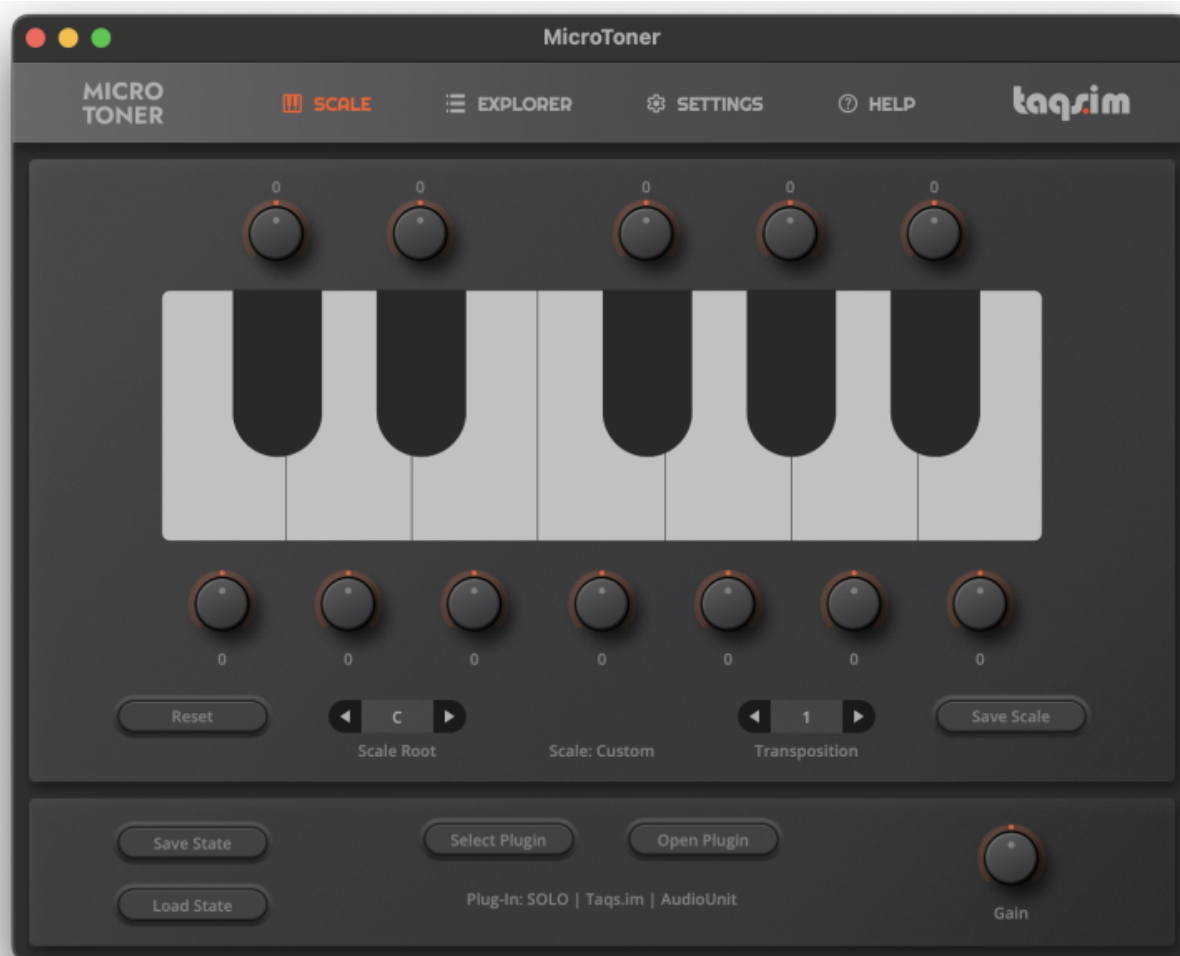 MicroToner
MICRO
TONER
SCALE
EXPLORER
SETTINGS
HELP
taqs.im
0 0 0 0 0
0 0 0 0 0 0 0
Reset
C
Scale Root
Scale: Custom
1
Transposition
Save Scale
Save State
Select Plugin
Open Plugin
Load State
Plug-In: SOLO | Taqs.im | AudioUnit
Gain